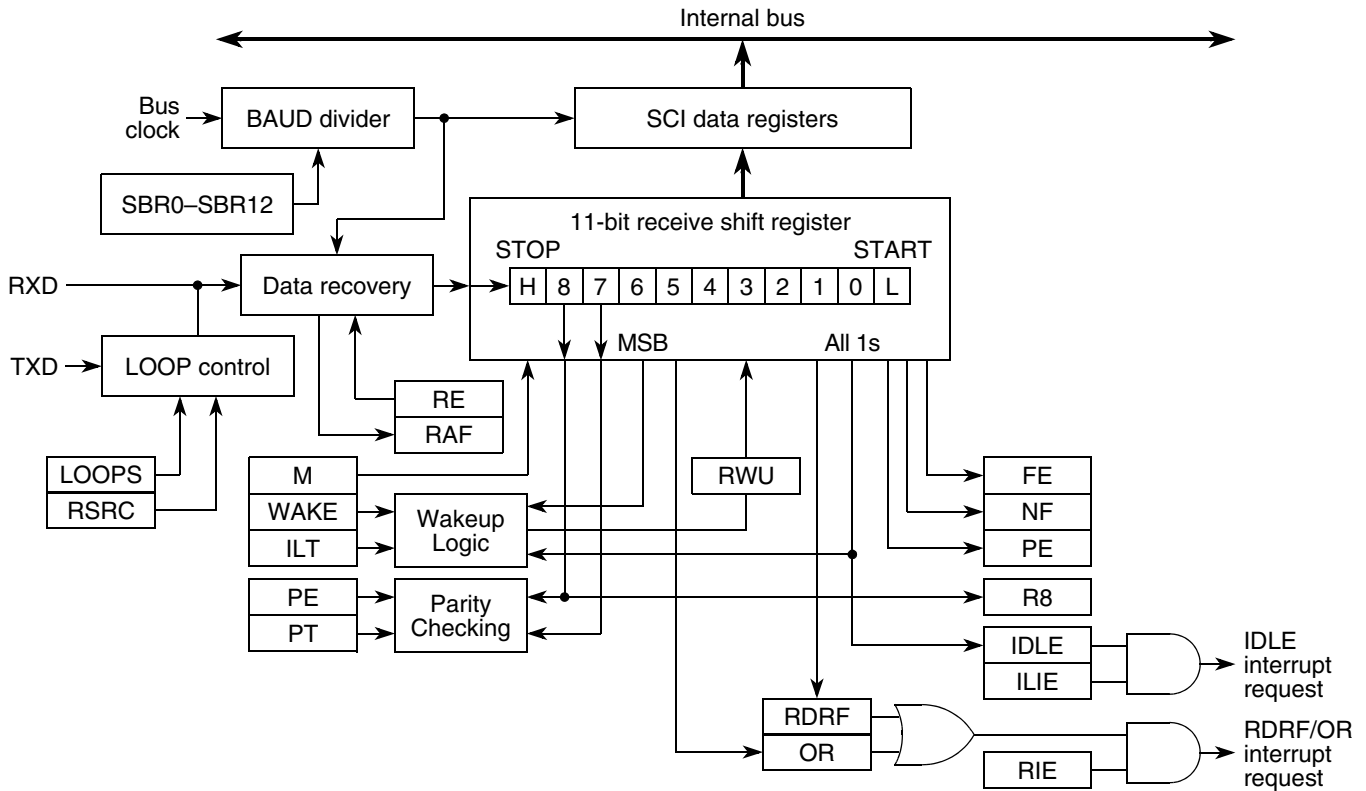 Internal bus
Bus
clock
BAUD divider
SCI data registers
SBR0–SBR12
11-bit receive shift register
STOP
START
RXD
Data recovery
H 8 7 6 5 4 3 2 1 0 L
MSB
All 1s
TXD
LOOP control
RE
RAF
LOOPS
RSRC
M
WAKE
ILT
Wakeup
Logic
RWU
FE
NF
PE
PE
PT
Parity
Checking
R8
IDLE
ILIE
IDLE
interrupt
request
RDRF
OR
RIE
RDRF/OR
interrupt
request